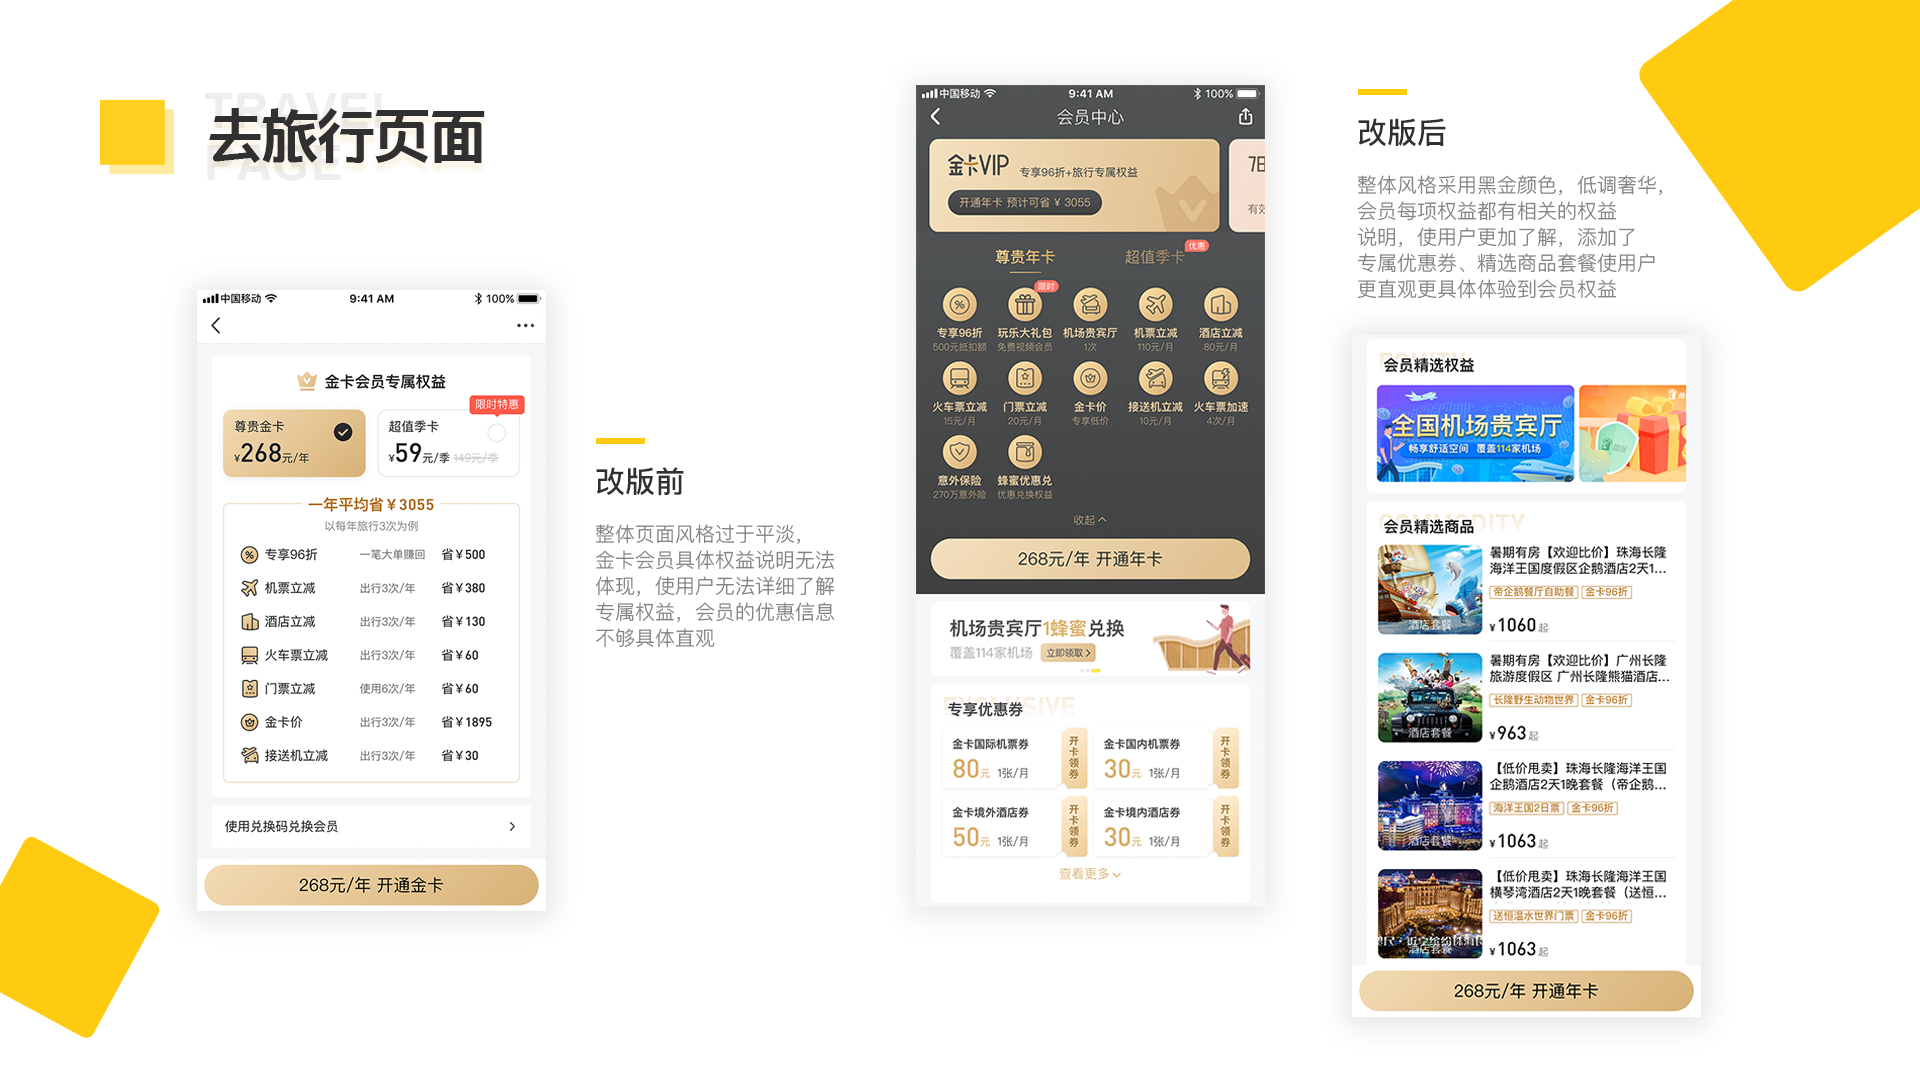 TRAVEL
PAGE
去旅行页面
中国移动
9:41 AM
100%
金卡会员专属权益
限时特惠
尊贵金卡
¥268元/年
超值季卡
¥59元/季 149元/季
一年平均省¥3055
以每年旅行3次为例
专享96折 一笔大单赚回 省¥500
机票立减 出行3次/年 省¥380
酒店立减 出行3次/年 省¥130
火车票立减 出行3次/年 省¥60
门票立减 使用6次/年 省¥60
金卡价 出行3次/年 省¥1895
接送机立减 出行3次/年 省¥30
使用兑换码兑换会员
268元/年 开通金卡
改版前
整体页面风格过于平淡，
金卡会员具体权益说明无法
体现，使用户无法详细了解
专属权益，会员的优惠信息
不够具体直观
中国移动
9:41 AM
100%
会员中心
金卡VIP 专享96折+旅行专属权益
开通年卡 预计可省 ¥ 3055
尊贵年卡
超值季卡
优惠
限时
专享96折 玩乐大礼包 机场贵宾厅 机票立减 酒店立减
500元抵扣额 免费视频会员 1次 110元/月 80元/月
火车票立减 门票立减 金卡价 接送机立减 火车票加速
15元/月 20元/月 专享低价 10元/月 4次/月
意外保险 蜂蜜优惠兑
270万意外险 优惠兑换权益
收起
268元/年 开通年卡
机场贵宾厅1蜂蜜兑换
覆盖114家机场 立即领取
EXCLUSIVE
专享优惠券
金卡国际机票券
80元 1张/月
开卡领券
金卡国内机票券
30元 1张/月
开卡领券
金卡境外酒店券
50元 1张/月
开卡领券
金卡境内酒店券
30元 1张/月
开卡领券
查看更多
改版后
整体风格采用黑金颜色，低调奢华，
会员每项权益都有相关的权益
说明，使用户更加了解，添加了
专属优惠券、精选商品套餐使用户
更直观更具体体验到会员权益
EQUITY
会员精选权益
全国机场贵宾厅
畅享舒适空间 覆盖114家机场
COMMODITY
会员精选商品
酒店套餐
暑期有房【欢迎比价】珠海长隆
海洋王国度假区企鹅酒店2天1...
帝企鹅餐厅自助餐 金卡96折
¥1060起
酒店套餐
暑期有房【欢迎比价】广州长隆
旅游度假区 广州长隆熊猫酒店...
长隆野生动物世界 金卡96折
¥963起
酒店套餐
【低价甩卖】珠海长隆海洋王国
企鹅酒店2天1晚套餐（帝企鹅...
海洋王国2日票 金卡96折
¥1063起
酒店套餐
【低价甩卖】珠海长隆海洋王国
横琴湾酒店2天1晚套餐（送恒...
送恒温水世界门票 金卡96折
¥1063起
268元/年 开通年卡